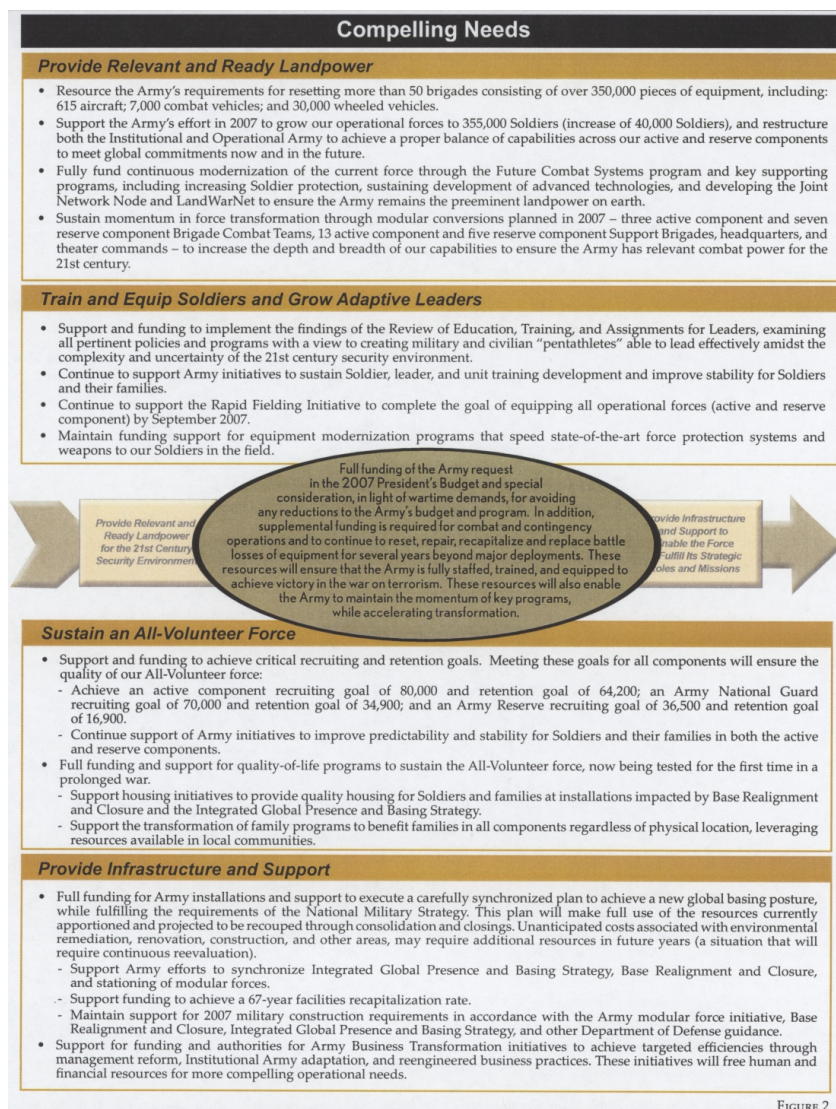 Compelling Needs
Provide Relevant and Ready Landpower
• Resource the Army's requirements for resetting more than 50 brigades consisting of over 350,000 pieces of equipment, including:
615 aircraft; 7,000 combat vehicles; and 30,000 wheeled vehicles.
• Support the Army's effort in 2007 to grow our operational forces to 355,000 Soldiers (increase of 40,000 Soldiers), and restructure
both the Institutional and Operational Army to achieve a proper balance of capabilities across our active and reserve components
to meet global commitments now and in the future.
• Fully fund continuous modernization of the current force through the Future Combat Systems program and key supporting
programs, including increasing Soldier protection, sustaining development of advanced technologies, and developing the Joint
Network Node and LandWarNet to ensure the Army remains the preeminent landpower on earth.
• Sustain momentum in force transformation through modular conversions planned in 2007 – three active component and seven
reserve component Brigade Combat Teams, 13 active component and five reserve component Support Brigades, headquarters, and
theater commands – to increase the depth and breadth of our capabilities to ensure the Army has relevant combat power for the
21st century.
Train and Equip Soldiers and Grow Adaptive Leaders
• Support and funding to implement the findings of the Review of Education, Training, and Assignments for Leaders, examining
all pertinent policies and programs with a view to creating military and civilian "pentathletes" able to lead effectively amidst the
complexity and uncertainty of the 21st century security environment.
• Continue to support Army initiatives to sustain Soldier, leader, and unit training development and improve stability for Soldiers
and their families.
• Continue to support the Rapid Fielding Initiative to complete the goal of equipping all operational forces (active and reserve
component) by September 2007.
• Maintain funding support for equipment modernization programs that speed state-of-the-art force protection systems and
weapons to our Soldiers in the field.
Provide Relevant and
Ready Landpower
for the 21st Century
Security Environment
Full funding of the Army request
in the 2007 President's Budget and special
consideration, in light of wartime demands, for avoiding
any reductions to the Army's budget and program. In addition,
supplemental funding is required for combat and contingency
operations and to continue to reset, repair, recapitalize and replace battle
losses of equipment for several years beyond major deployments. These
resources will ensure that the Army is fully staffed, trained, and equipped to
achieve victory in the war on terrorism. These resources will also enable
the Army to maintain the momentum of key programs,
while accelerating transformation.
ovide Infrastructure
and Support to
nable the Force
Fulfill Its Strategic
oles and Missions
Sustain an All-Volunteer Force
• Support and funding to achieve critical recruiting and retention goals. Meeting these goals for all components will ensure the
quality of our All-Volunteer force:
- Achieve an active component recruiting goal of 80,000 and retention goal of 64,200; an Army National Guard
recruiting goal of 70,000 and retention goal of 34,900; and an Army Reserve recruiting goal of 36,500 and retention goal
of 16,900.
- Continue support of Army initiatives to improve predictability and stability for Soldiers and their families in both the active
and reserve components.
• Full funding and support for quality-of-life programs to sustain the All-Volunteer force, now being tested for the first time in a
prolonged war.
- Support housing initiatives to provide quality housing for Soldiers and families at installations impacted by Base Realignment
and Closure and the Integrated Global Presence and Basing Strategy.
- Support the transformation of family programs to benefit families in all components regardless of physical location, leveraging
resources available in local communities.
Provide Infrastructure and Support
• Full funding for Army installations and support to execute a carefully synchronized plan to achieve a new global basing posture,
while fulfilling the requirements of the National Military Strategy. This plan will make full use of the resources currently
apportioned and projected to be recouped through consolidation and closings. Unanticipated costs associated with environmental
remediation, renovation, construction, and other areas, may require additional resources in future years (a situation that will
require continuous reevaluation).
- Support Army efforts to synchronize Integrated Global Presence and Basing Strategy, Base Realignment and Closure,
and stationing of modular forces.
- Support funding to achieve a 67-year facilities recapitalization rate.
- Maintain support for 2007 military construction requirements in accordance with the Army modular force initiative, Base
Realignment and Closure, Integrated Global Presence and Basing Strategy, and other Department of Defense guidance.
• Support for funding and authorities for Army Business Transformation initiatives to achieve targeted efficiencies through
management reform, Institutional Army adaptation, and reengineered business practices. These initiatives will free human and
financial resources for more compelling operational needs.
FIGURE 2